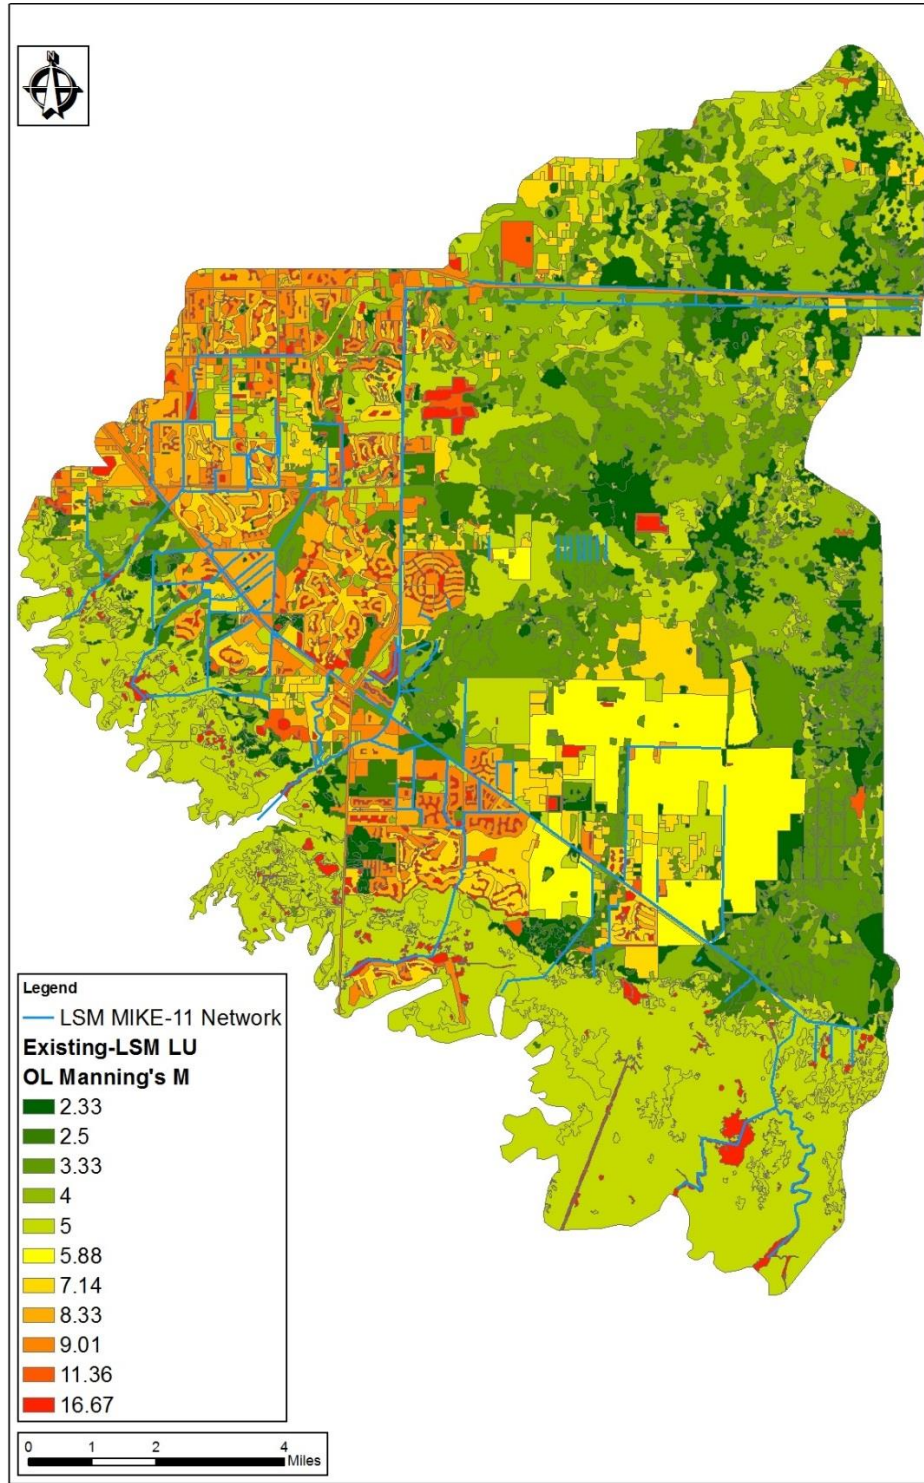 N
Legend
LSM MIKE-11 Network
Existing-LSM LU
OL Manning's M
2.33
2.5
3.33
4
5
5.88
7.14
8.33
9.01
11.36
16.67
0 1 2 4
Miles